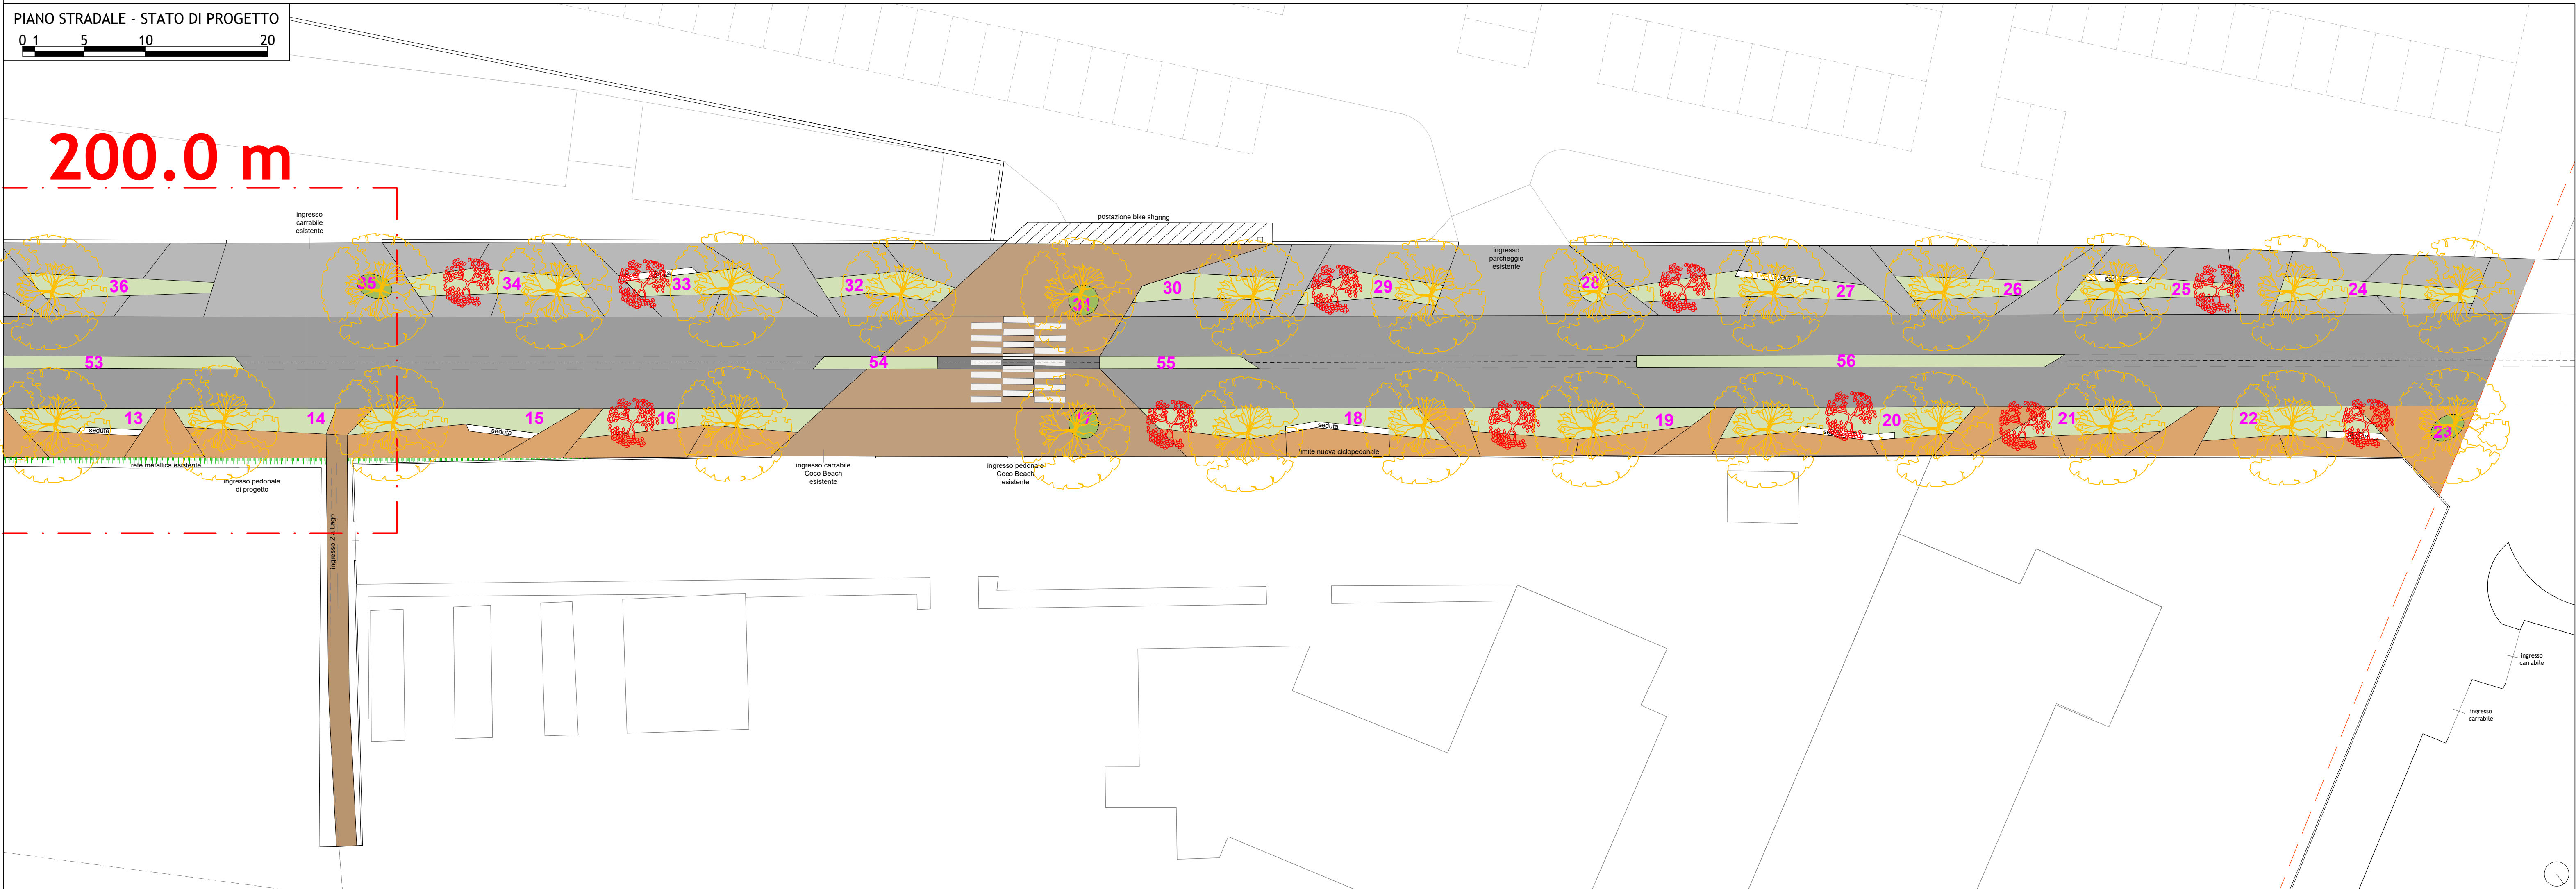 PIANO STRADALE - STATO DI PROGETTO
0 1 5 10 20
200.0 m
ingresso
carrabile
esistente
postazione bike sharing
ingresso
parcheggio
esistente
36
35
34
33
32
31
30
29
28
27
seduta
26
25
seduta
24
53
54
55
56
13
seduta
14
15
seduta
16
17
18
seduta
19
20
21
22
23
rete metallica esistente
ingresso pedonale
di progetto
ingresso carrabile
Coco Beach
esistente
ingresso pedonale
Coco Beach
esistente
limite nuova ciclopedonale
ingresso 2 a Lago
ingresso
carrabile
ingresso
carrabile